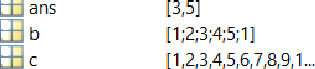 ans [3,5]
b [1;2;3;4;5;1]
c [1,2,3,4,5,6,7,8,9,1...